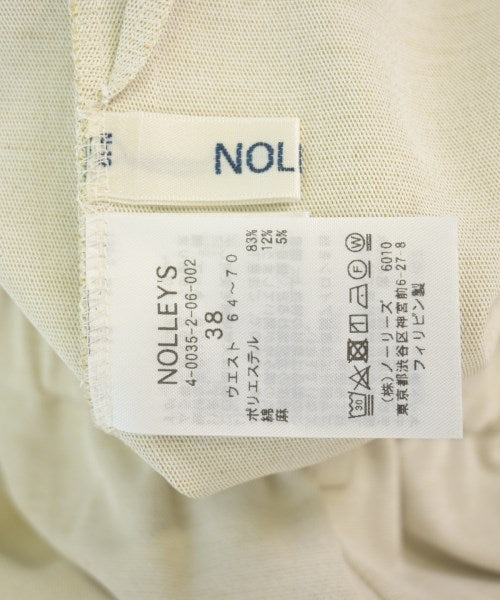 NOL
NOLLEY'S
4-0035-2-06-002
38
ウエスト 64~70
ポリエステル 83%
綿 12%
麻 5%
30
(株)ノーリーズ 6010
東京都渋谷区神宮前6-27-8
フィリピン製